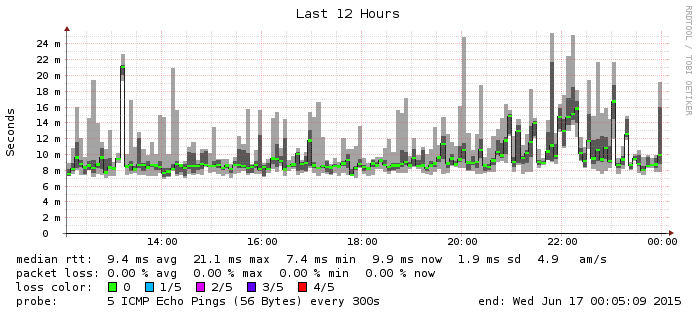 Last 12 Hours
RRDTOOL / TOBI OETIKER
Seconds
24 m
22 m
20 m
18 m
16 m
14 m
12 m
10 m
8 m
6 m
4 m
2 m
0
14:00 16:00 18:00 20:00 22:00 00:00
median rtt: 9.4 ms avg 21.1 ms max 7.4 ms min 9.9 ms now 1.9 ms sd 4.9 am/s
packet loss: 0.00 % avg 0.00 % max 0.00 % min 0.00 % now
loss color: 0 1/5 2/5 3/5 4/5
probe: 5 ICMP Echo Pings (56 Bytes) every 300s end: Wed Jun 17 00:05:09 2015